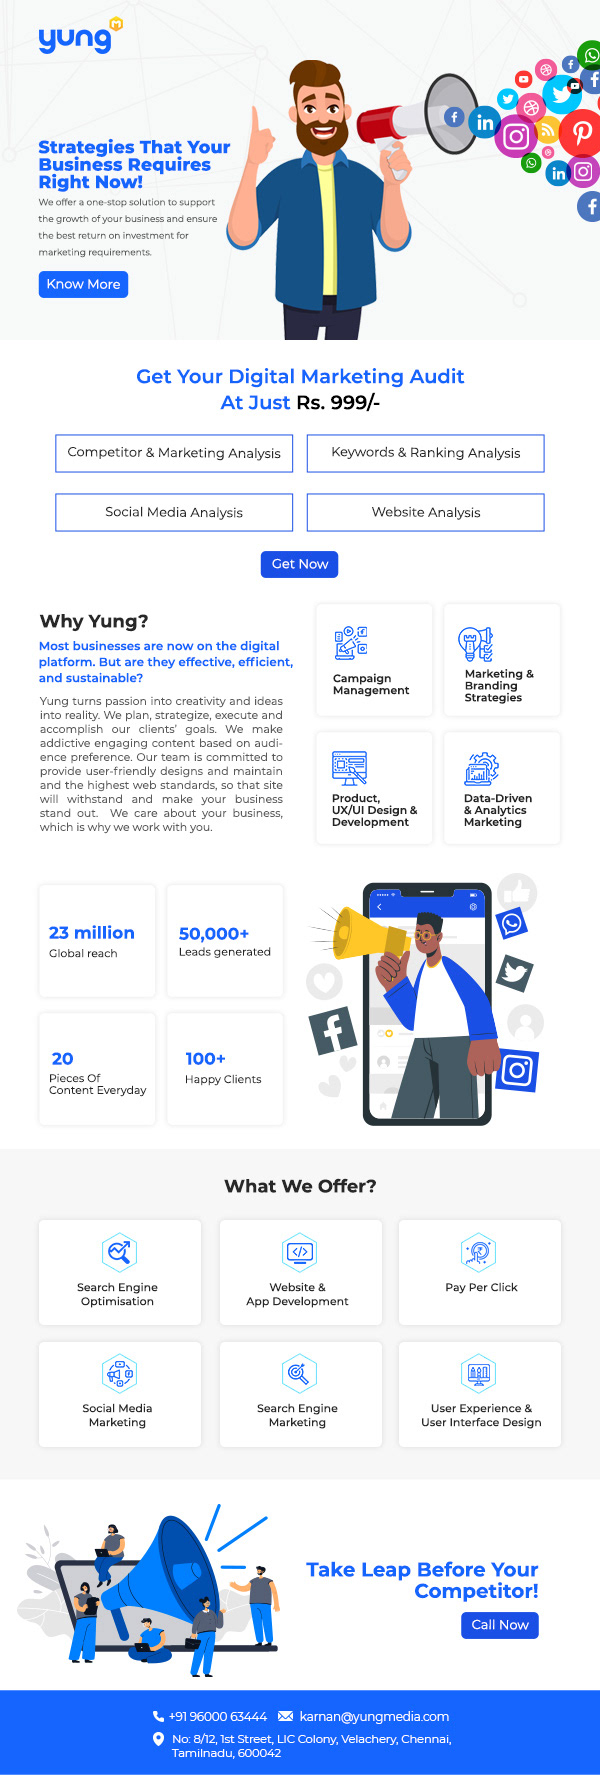 yung
M
Strategies That Your
Business Requires
Right Now!
We offer a one-stop solution to support
the growth of your business and ensure
the best return on investment for
marketing requirements.
Know More
Get Your Digital Marketing Audit
At Just Rs. 999/-
Competitor & Marketing Analysis
Keywords & Ranking Analysis
Social Media Analysis
Website Analysis
Get Now
Why Yung?
Most businesses are now on the digital
platform. But are they effective, efficient,
and sustainable?
Yung turns passion into creativity and ideas
into reality. We plan, strategize, execute and
accomplish our clients' goals. We make
addictive engaging content based on audi-
ence preference. Our team is committed to
provide user-friendly designs and maintain
and the highest web standards, so that site
will withstand and make your business
stand out. We care about your business,
which is why we work with you.
Campaign
Management
Marketing &
Branding
Strategies
Product,
UX/UI Design &
Development
Data-Driven
& Analytics
Marketing
23 million
Global reach
50,000+
Leads generated
20
Pieces Of
Content Everyday
100+
Happy Clients
What We Offer?
Search Engine
Optimisation
Website &
App Development
Pay Per Click
Social Media
Marketing
Search Engine
Marketing
User Experience &
User Interface Design
Take Leap Before Your
Competitor!
Call Now
+91 96000 63444
karnan@yungmedia.com
No: 8/12, 1st Street, LIC Colony, Velachery, Chennai,
Tamilnadu, 600042